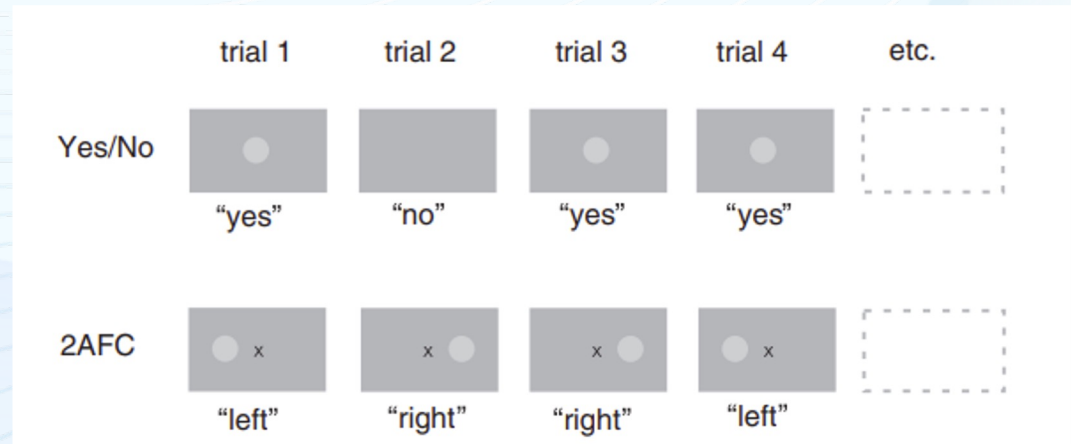 trial 1 trial 2 trial 3 trial 4 etc.
Yes/No
“yes” “no” “yes” “yes”
2AFC
x x x x
“left” “right” “right” “left”